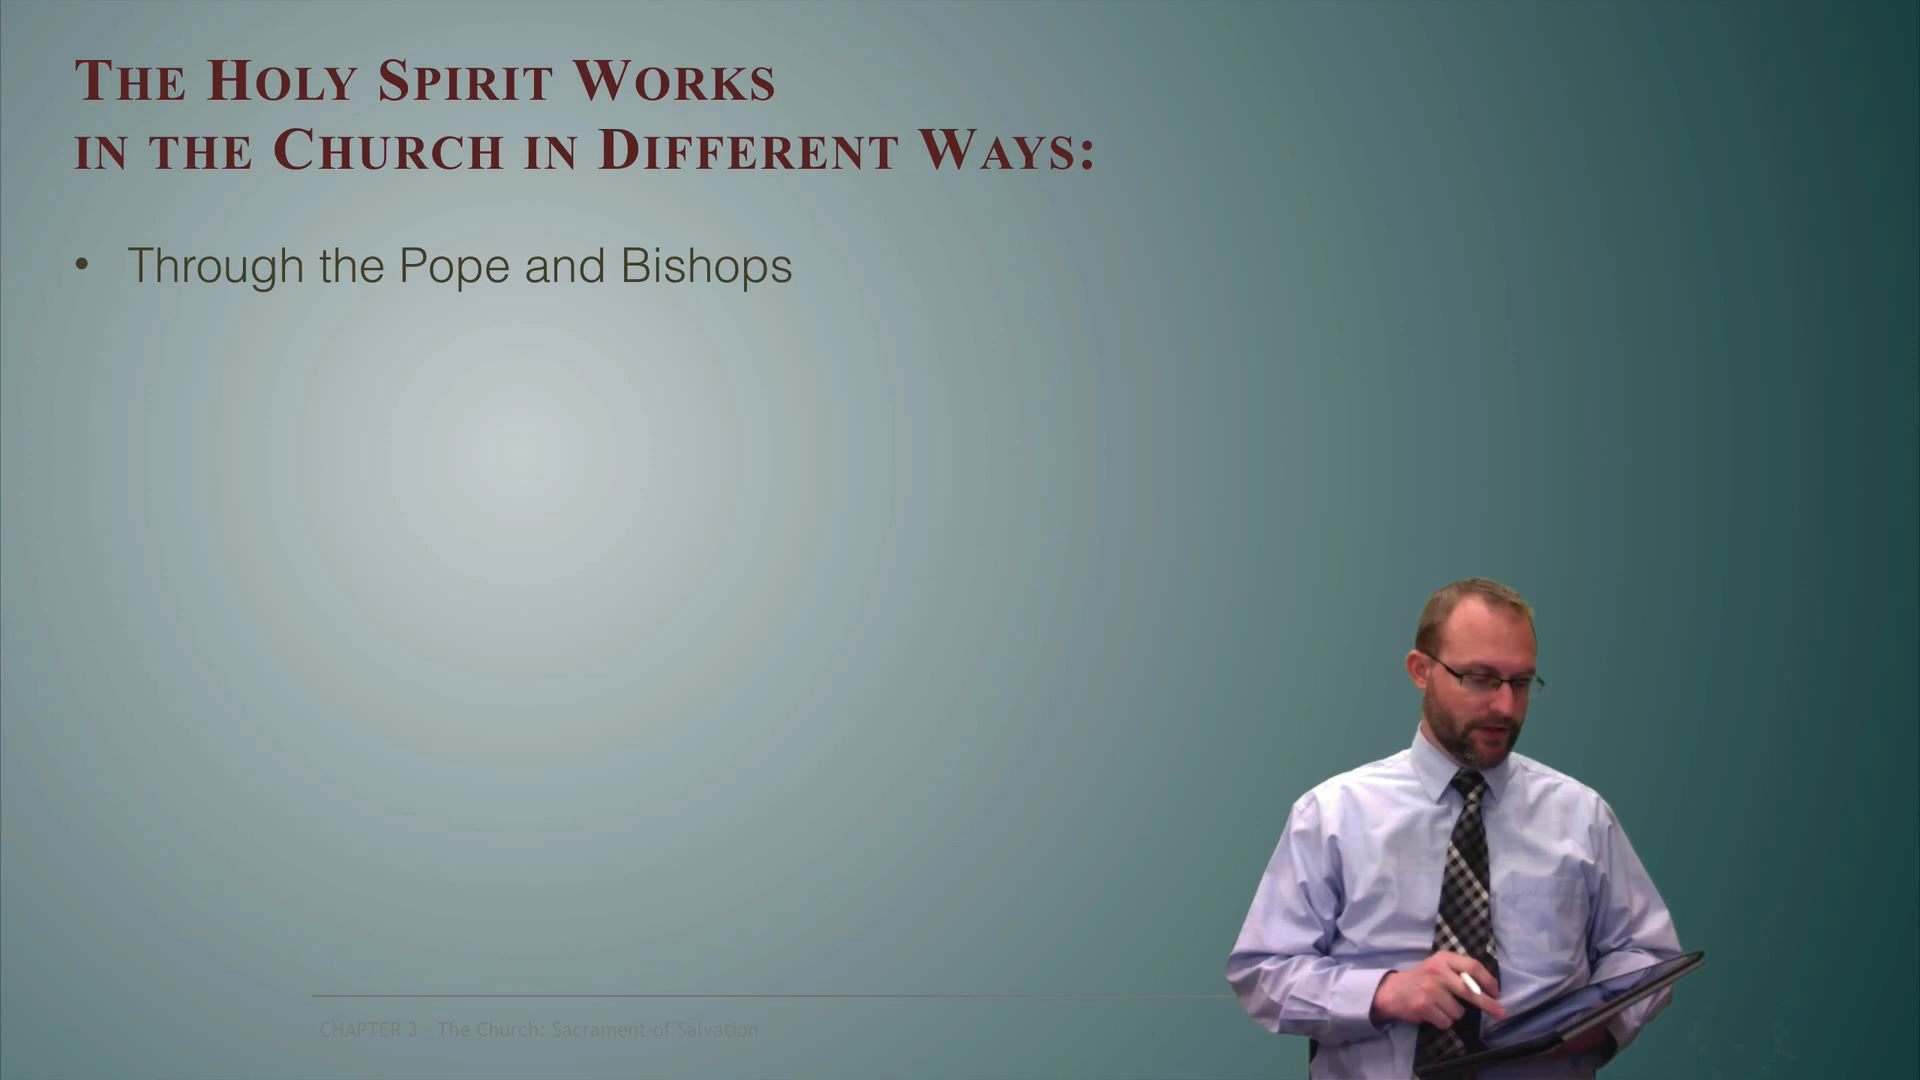 The Holy Spirit Works
in the Church in Different Ways:
• Through the Pope and Bishops
CHAPTER 3 - The Church: Sacrament of Salvation